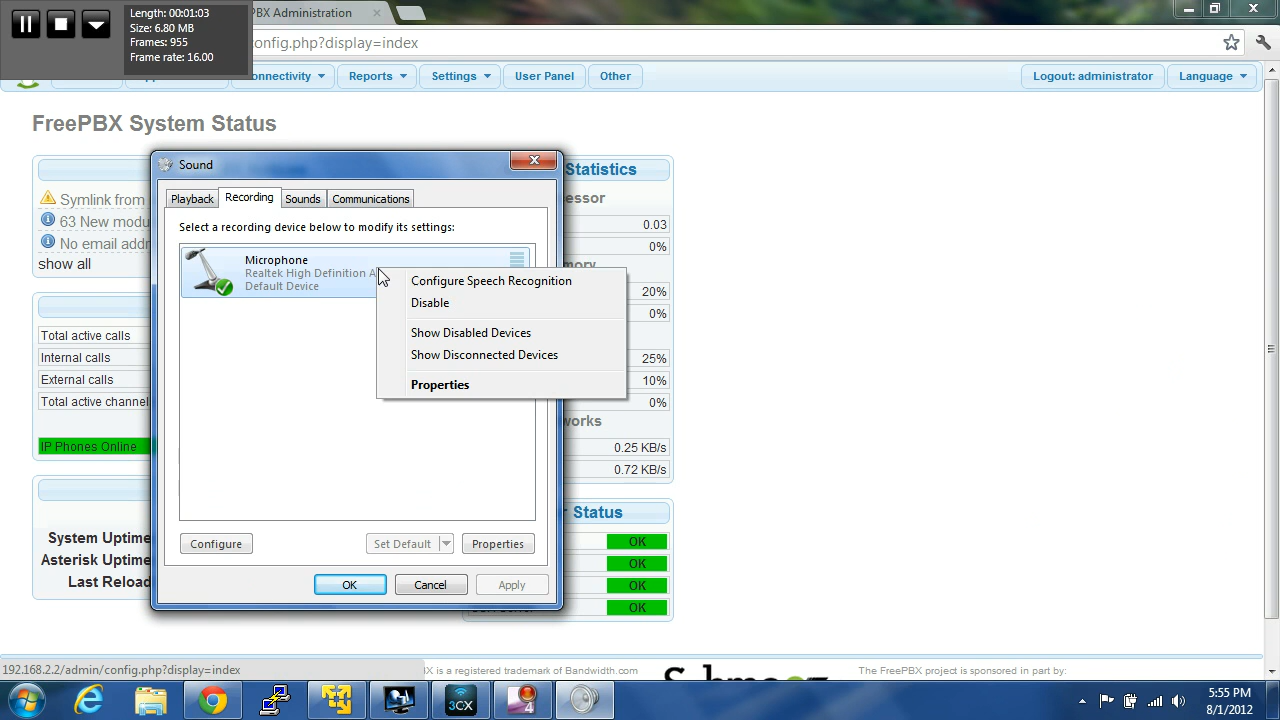 Length: 00:01:03
Size: 6.80 MB
Frames: 955
Frame rate: 16.00
PBX Administration
config.php?display=index
Reports
Settings
User Panel
Other
Logout: administrator
Language
FreePBX System Status
Symlink from
63 New modu
No email addr
show all
Total active calls
Internal calls
External calls
Total active channel
IP Phones Online
System Uptime
Asterisk Uptime
Last Reload
Sound
Playback
Recording
Sounds
Communications
Select a recording device below to modify its settings:
Microphone
Realtek High Definition A
Default Device
Configure Speech Recognition
Disable
Show Disabled Devices
Show Disconnected Devices
Properties
Configure
Set Default
Properties
OK
Cancel
Apply
Statistics
0.03
0%
20%
0%
25%
10%
0%
0.25 KB/s
0.72 KB/s
Status
OK
OK
OK
OK
192.168.2.2/admin/config.php?display=index
is a registered trademark of Bandwidth.com
The FreePBX project is sponsored in part by:
3CX
4
5:55 PM
8/1/2012